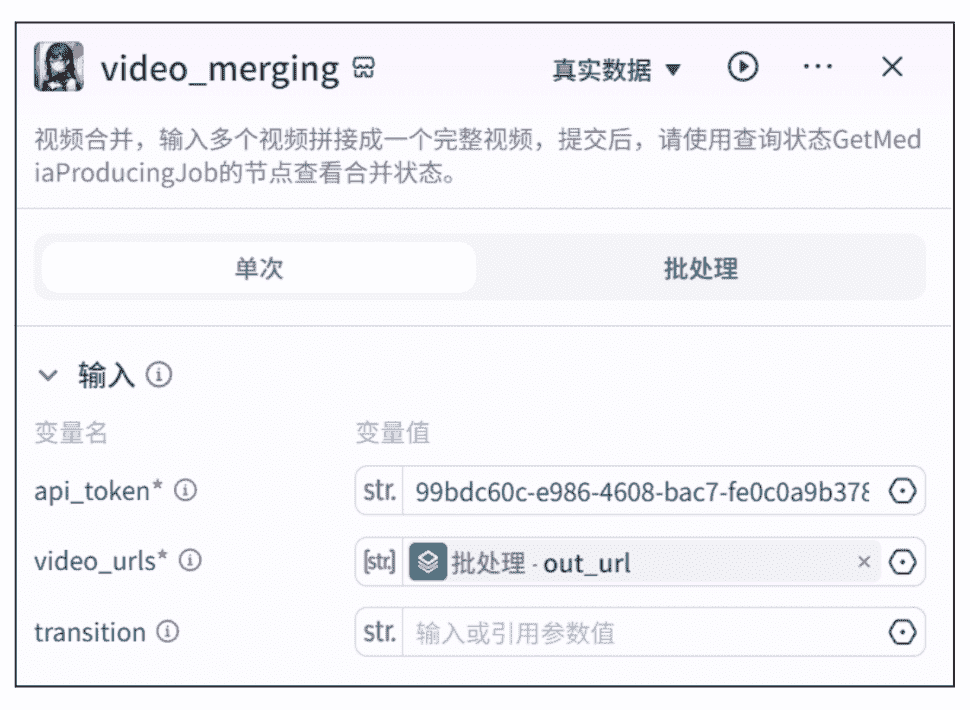 video_merging
真实数据
视频合并，输入多个视频拼接成一个完整视频，提交后，请使用查询状态GetMed
iaProducingJob的节点查看合并状态。
单次 批处理
输入
变量名 变量值
api_token* str. 99bdc60c-e986-4608-bac7-fe0c0a9b378
video_urls* [str.] 批处理 - out_url
transition str. 输入或引用参数值